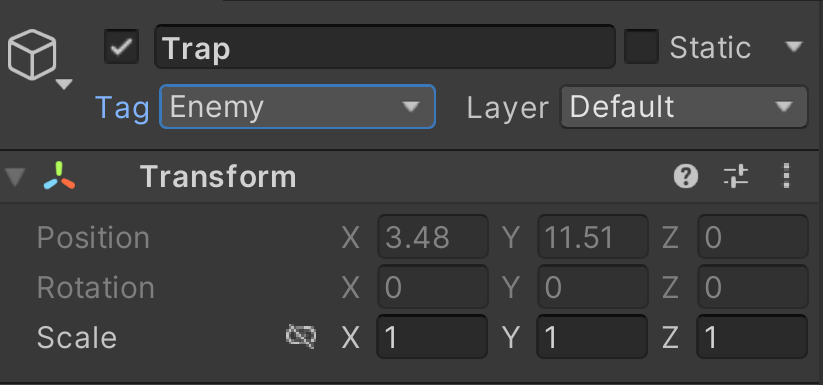 Trap Static
Tag Enemy Layer Default
Transform
Position X 3.48 Y 11.51 Z 0
Rotation X 0 Y 0 Z 0
Scale X 1 Y 1 Z 1